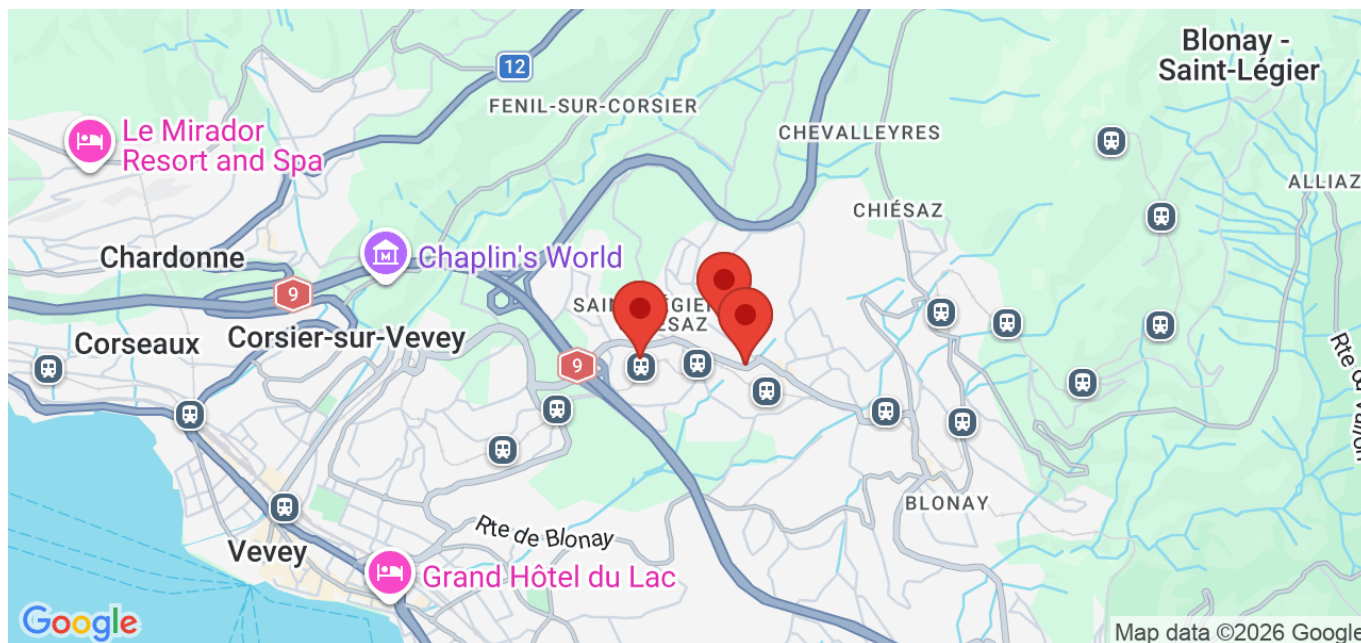 Blonay -
Saint-Légier
12
FENIL-SUR-CORSIER
CHEVALLEYRES
Le Mirador
Resort and Spa
ALLIAZ
CHIÉSAZ
Chardonne
Chaplin's World
9
Corseaux
Corsier-sur-Vevey
9
BLONAY
Rte de Blonay
Vevey
Grand Hôtel du Lac
Google
Map data ©2026 Google